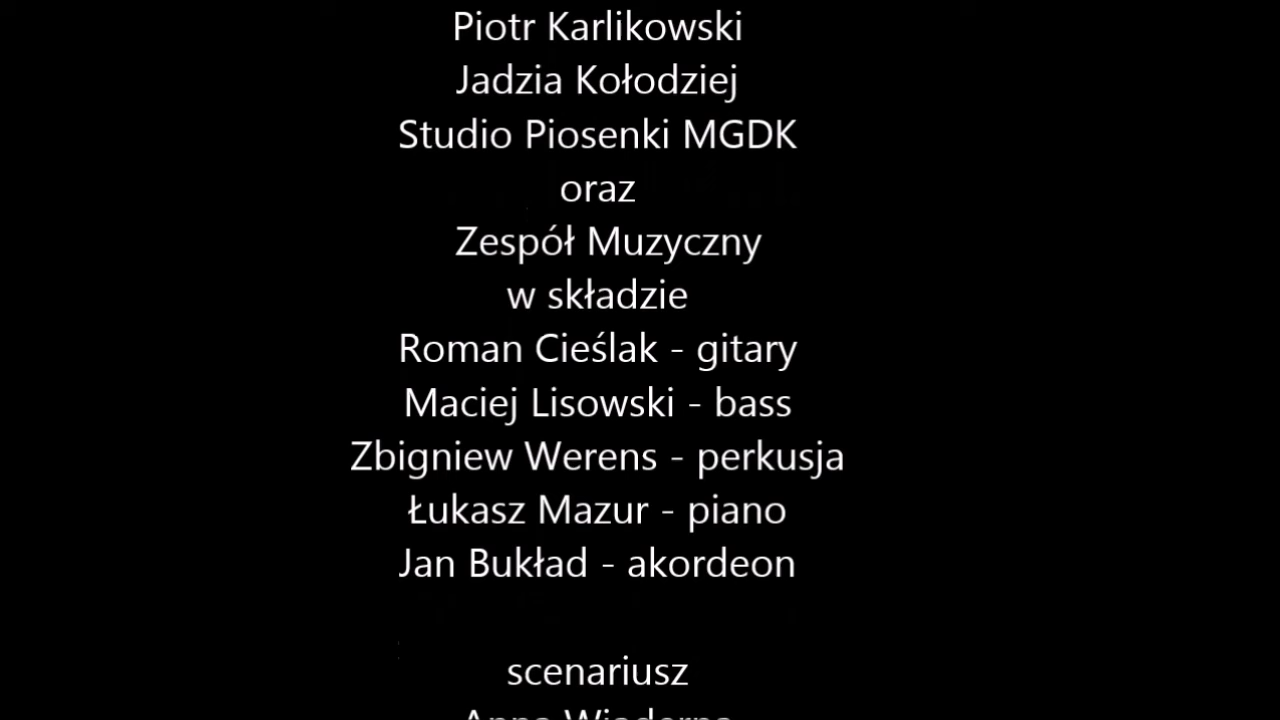 Piotr Karlikowski
Jadzia Kołodziej
Studio Piosenki MGDK
oraz
Zespół Muzyczny
w składzie
Roman Cieślak - gitary
Maciej Lisowski - bass
Zbigniew Werens - perkusja
Łukasz Mazur - piano
Jan Bukład - akordeon
scenariusz
Anna